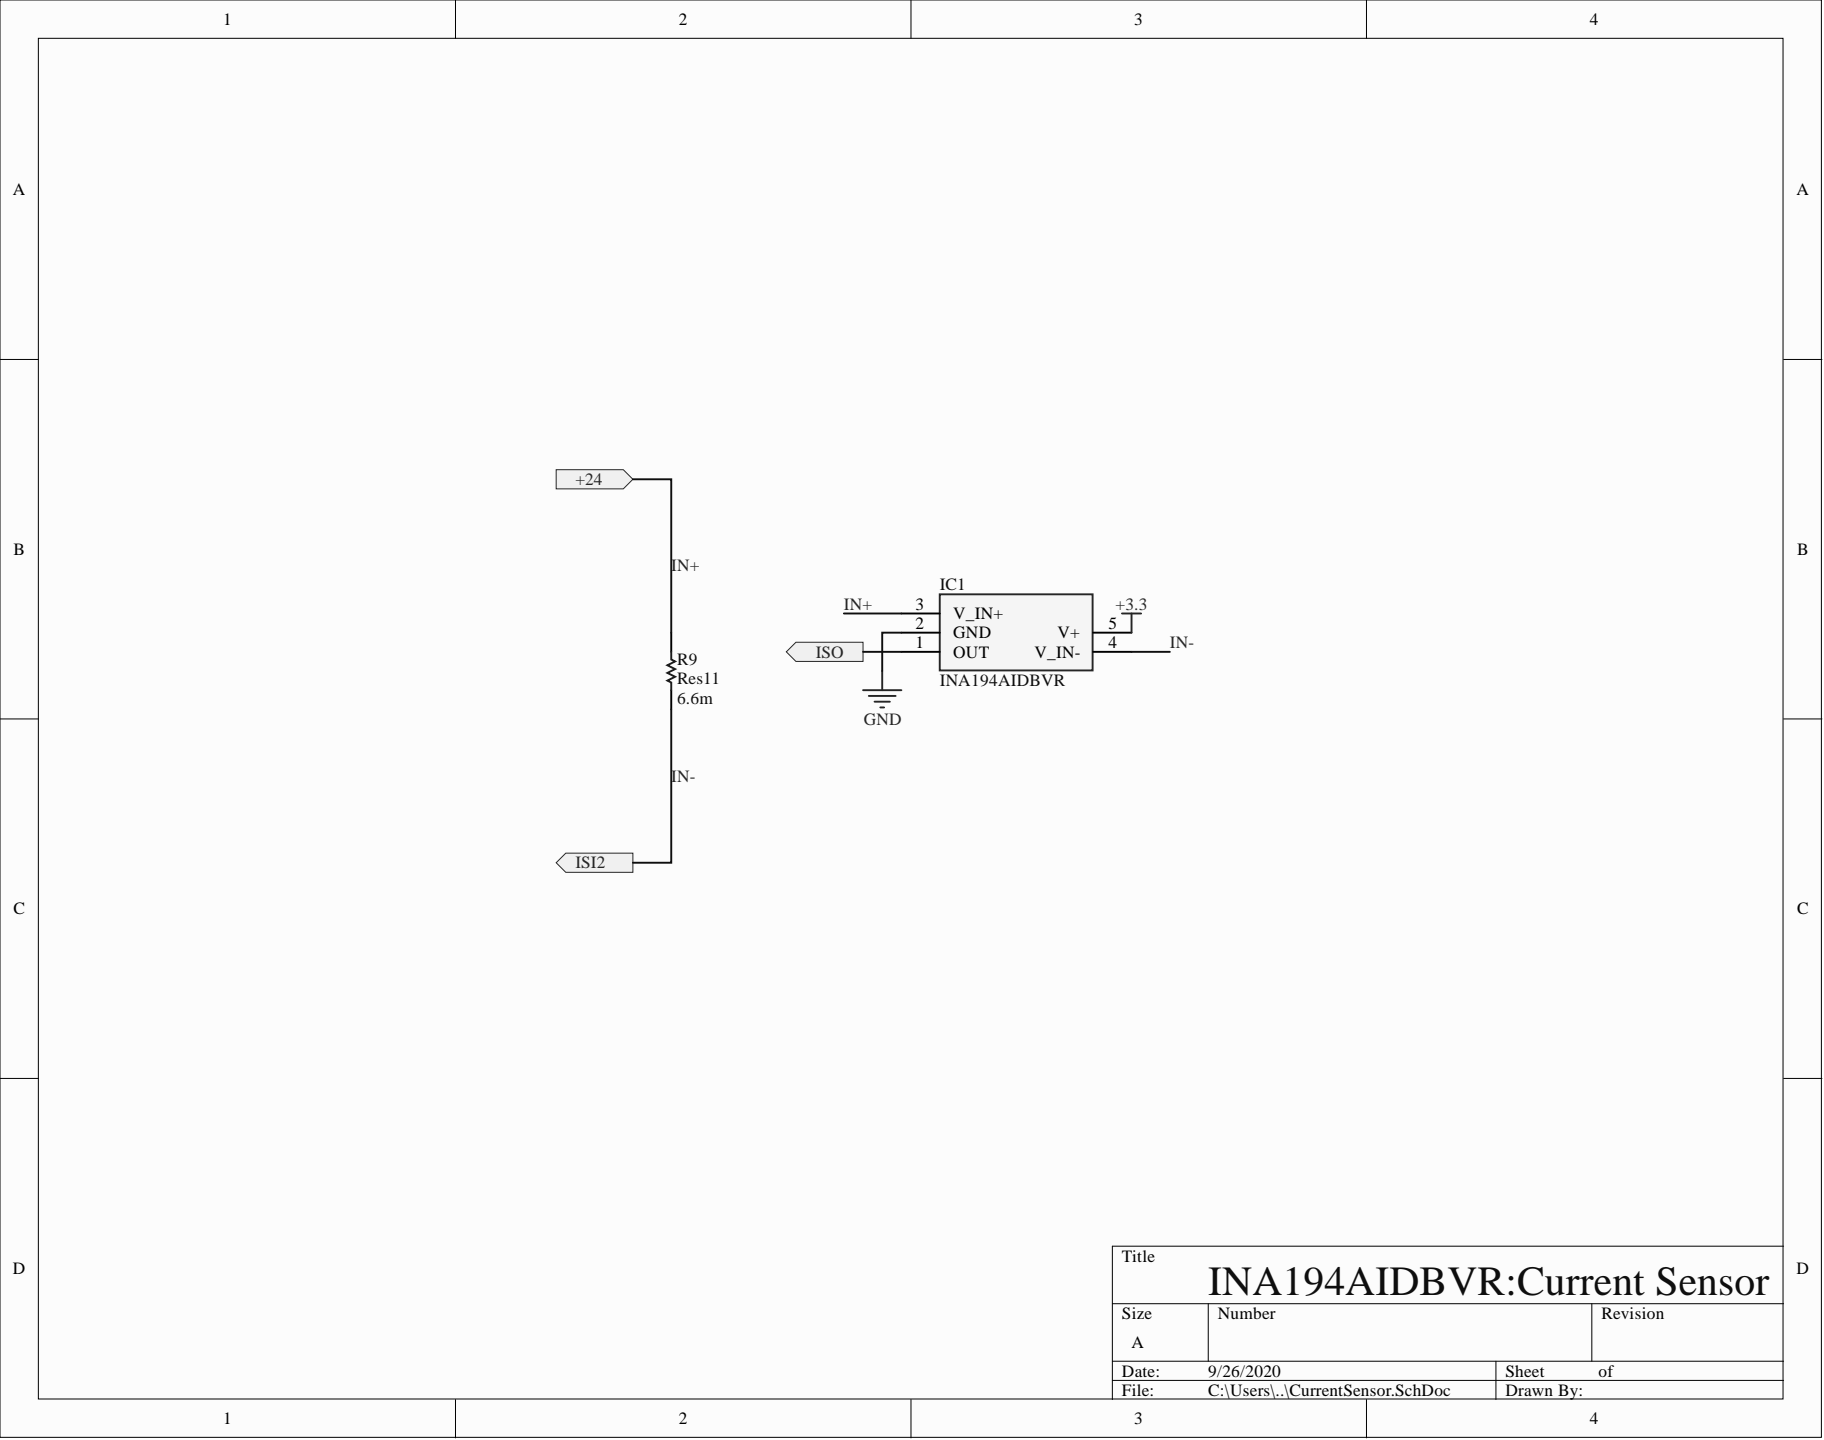 1 2 3 4
A A
+24
B B
IN+
IC1
IN+ 3 V_IN+ +3.3
2 GND V+ 5
ISO 1 OUT V_IN- 4 IN-
R9
Res11
6.6m
INA194AIDBVR
GND
IN-
ISI2
C C
D D
Title
INA194AIDBVR:Current Sensor
Size Number Revision
A
Date: 9/26/2020 Sheet of
File: C:\Users\..\CurrentSensor.SchDoc Drawn By:
1 2 3 4